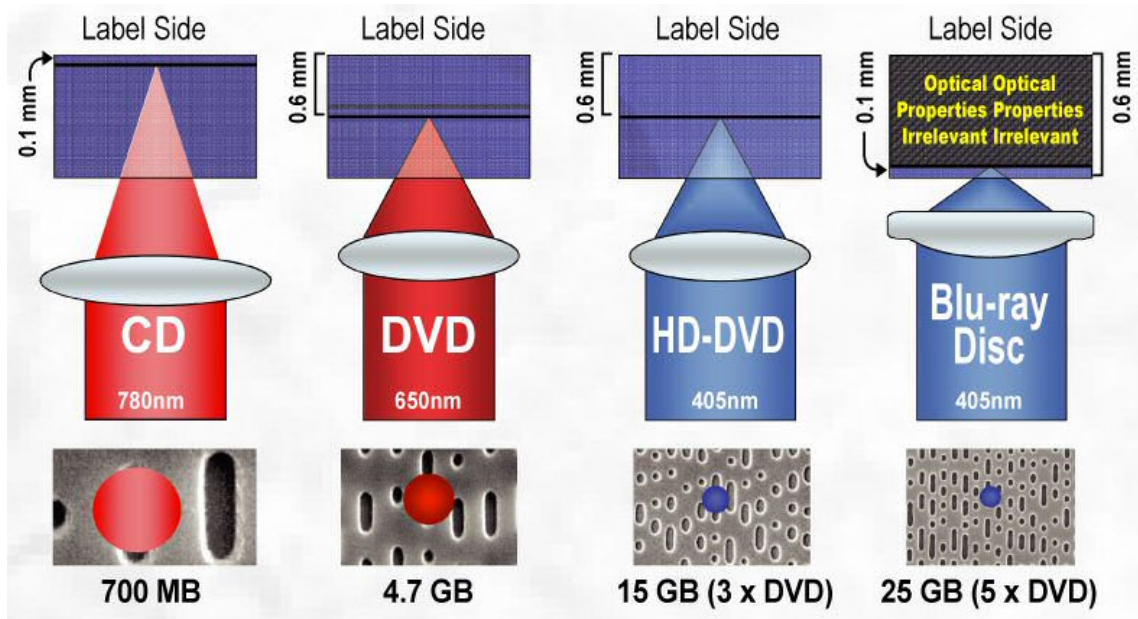 Label Side
0.1 mm
CD
780nm
700 MB
Label Side
0.6 mm
DVD
650nm
4.7 GB
Label Side
0.6 mm
HD-DVD
405nm
15 GB (3 x DVD)
Label Side
0.1 mm
Optical Optical
Properties Properties
Irrelevant Irrelevant
0.6 mm
Blu-ray
Disc
405nm
25 GB (5 x DVD)